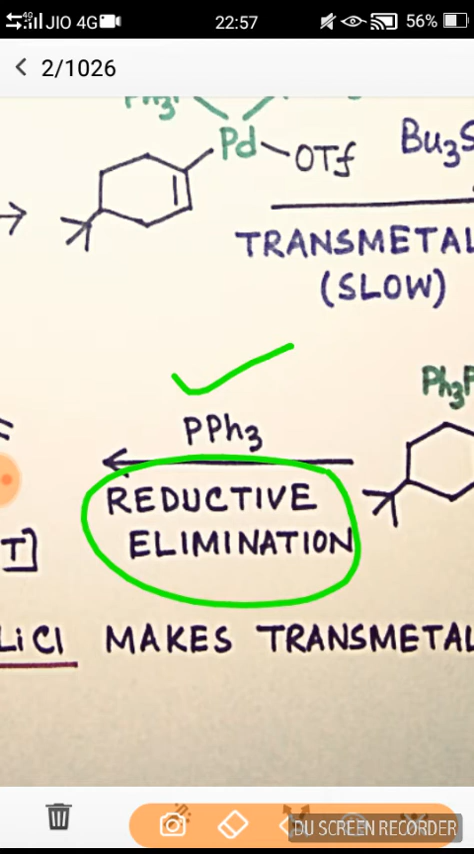 JIO 4G
22:57
56%
2/1026
Pd
OTf
Bu3S
TRANSMETAL
(SLOW)
Ph3P
PPh3
REDUCTIVE
ELIMINATION
T]
LiCl MAKES TRANSMETAL
DU SCREEN RECORDER